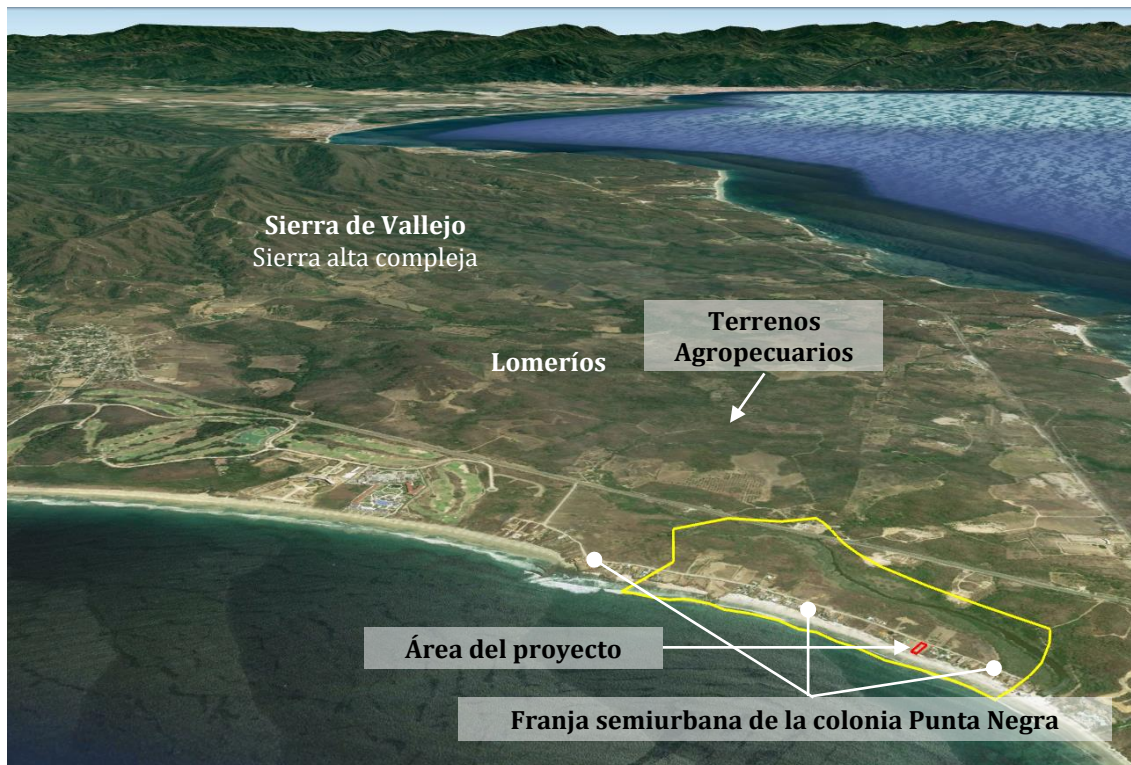 Sierra de Vallejo
Sierra alta compleja
Terrenos
Agropecuarios
Lomeríos
Área del proyecto
Franja semiurbana de la colonia Punta Negra